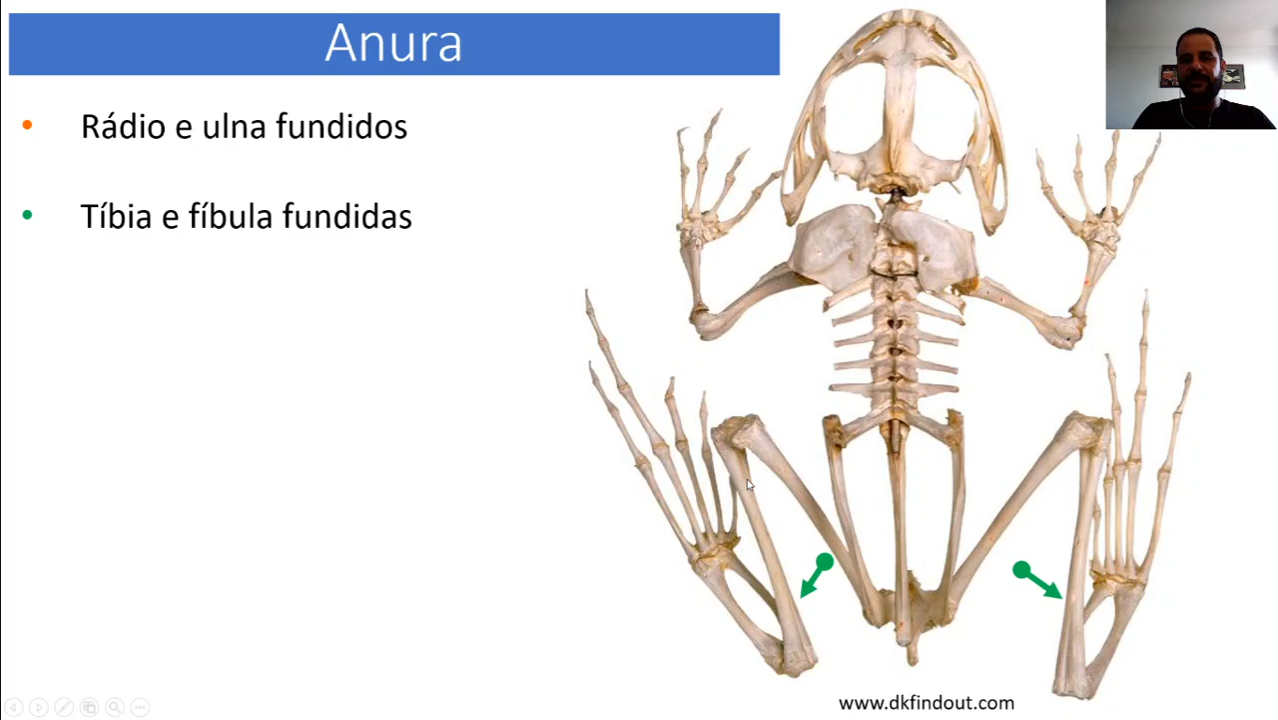 Anura
Rádio e ulna fundidos
Tíbia e fíbula fundidas
www.dkfindout.com